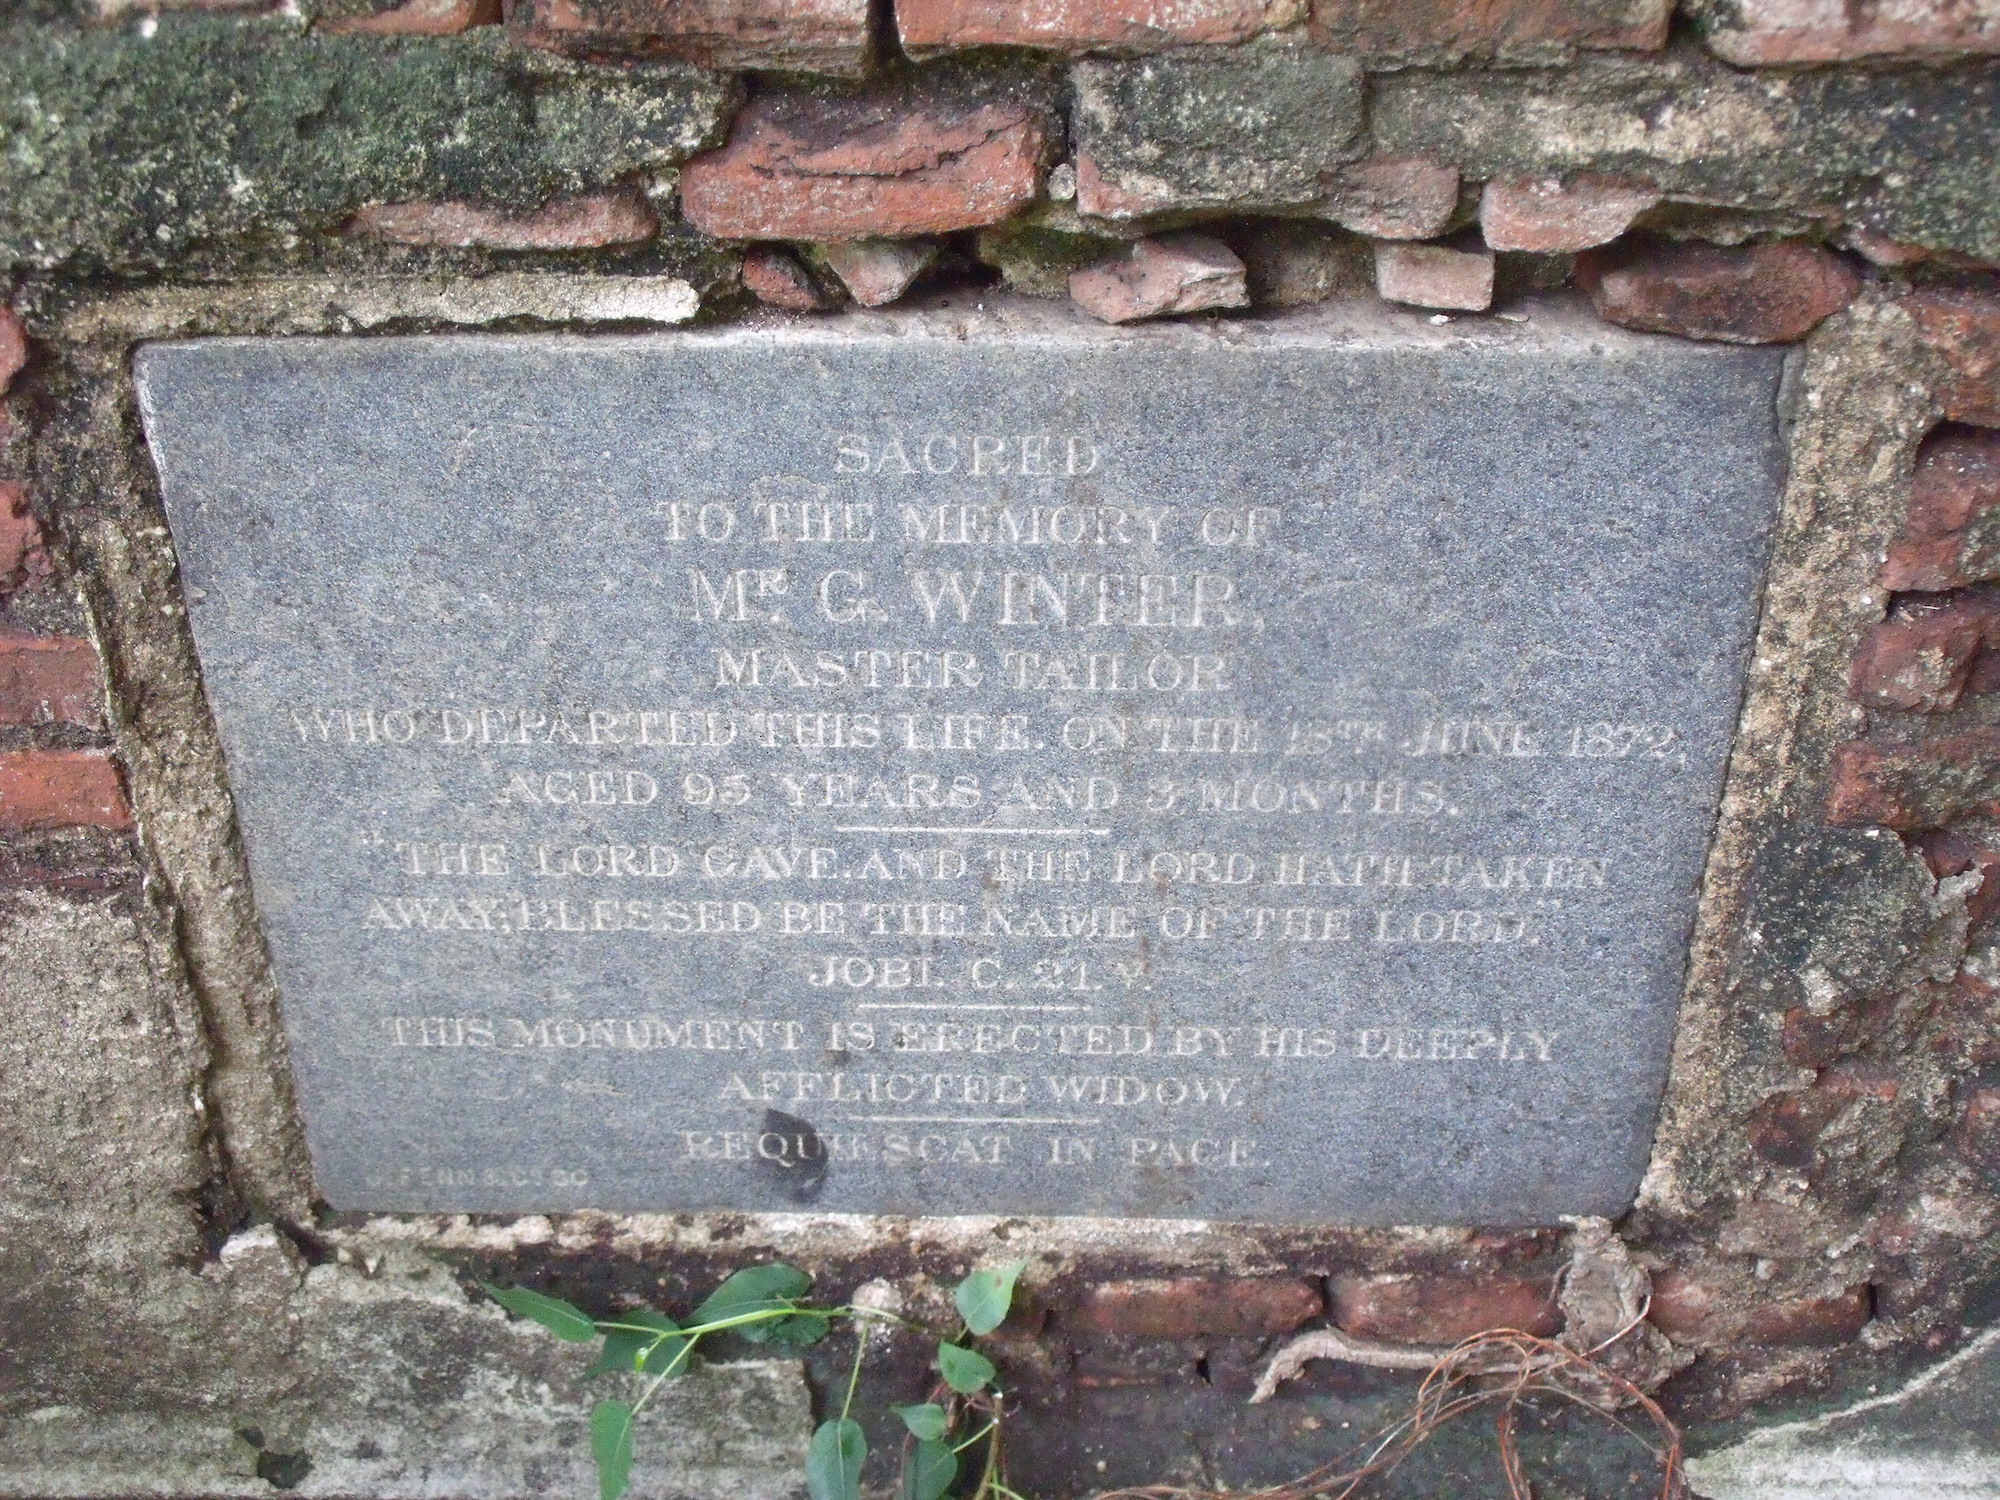 SACRED
TO THE MEMORY OF
MR. G. WINTER,
MASTER TAILOR
WHO DEPARTED THIS LIFE. ON THE 18TH JUNE 1872,
AGED 95 YEARS AND 3 MONTHS.
"THE LORD GAVE. AND THE LORD HATH TAKEN
AWAY; BLESSED BE THE NAME OF THE LORD."
JOB I. C. 21. V.
THIS MONUMENT IS ERECTED BY HIS DEEPLY
AFFLICTED WIDOW.
REQUIESCAT IN PACE.